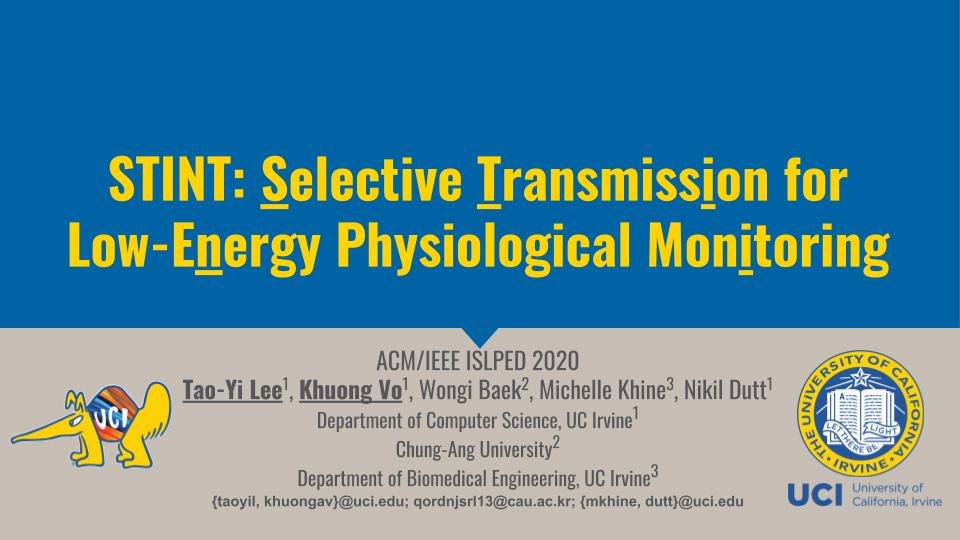 STINT: Selective Transmission for
Low-Energy Physiological Monitoring
ACM/IEEE ISLPED 2020
Tao-Yi Lee1, Khuong Vo1, Wongi Baek2, Michelle Khine3, Nikil Dutt1
Department of Computer Science, UC Irvine1
Chung-Ang University2
Department of Biomedical Engineering, UC Irvine3
{taoyil, khuongav}@uci.edu; qordnjsrl13@cau.ac.kr; {mkhine, dutt}@uci.edu
UCI
THE UNIVERSITY OF CALIFORNIA
LET THERE BE LIGHT
· IRVINE ·
UCI University of
California, Irvine